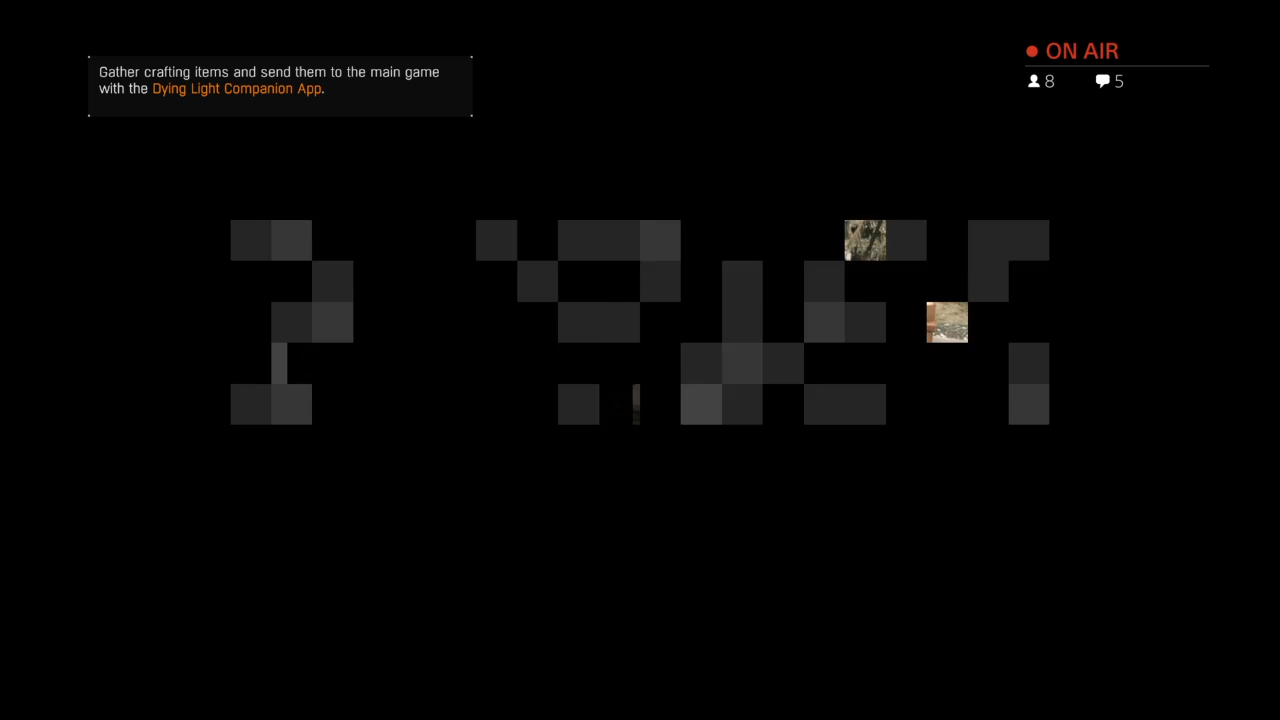 Gather crafting items and send them to the main game
with the Dying Light Companion App.
ON AIR
8 5